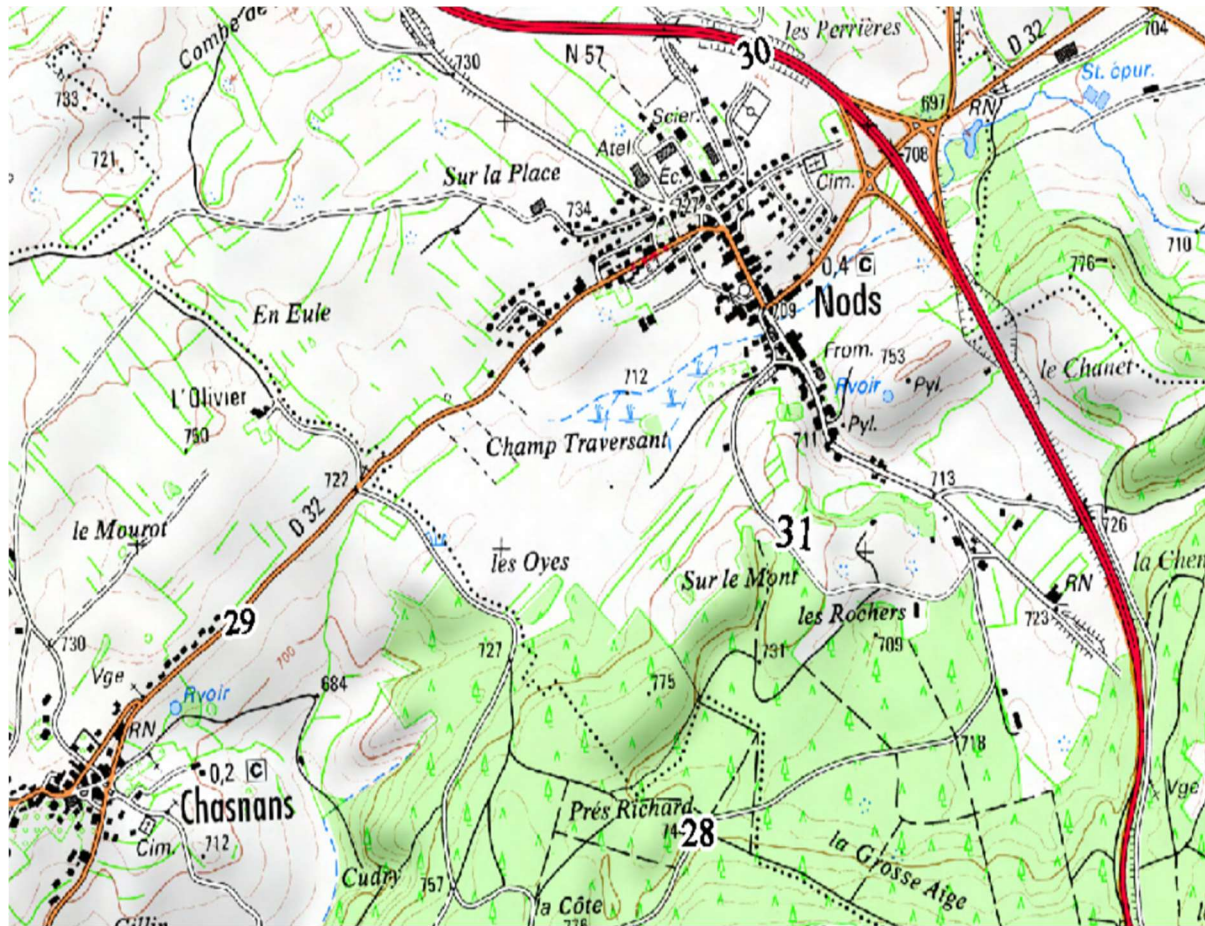 les Perrières
30
D 32
704
Combe de
730
N 57
St. épur.
733
697
RN
Scier.
708
721
Atel.
Sur la Place
Éc.
Cim.
734
727
710
776
0,4 C
Nods
En Eule
709
From.
753
712
Rvoir
Pyl.
le Chanet
L'Olivier
750
Champ Traversant
711
Pyl.
722
713
D 32
le Mourot
31
726
les Oyes
la Chen
Sur le Mont
RN
les Rochers
29
723
730
727
731
709
700
Vge
684
775
Rvoir
RN
718
0,2 C
Chasnans
Prés Richard
Vge
28
Cim.
712
la Grosse Aige
Cudry
757
la Côte
778
Gillin